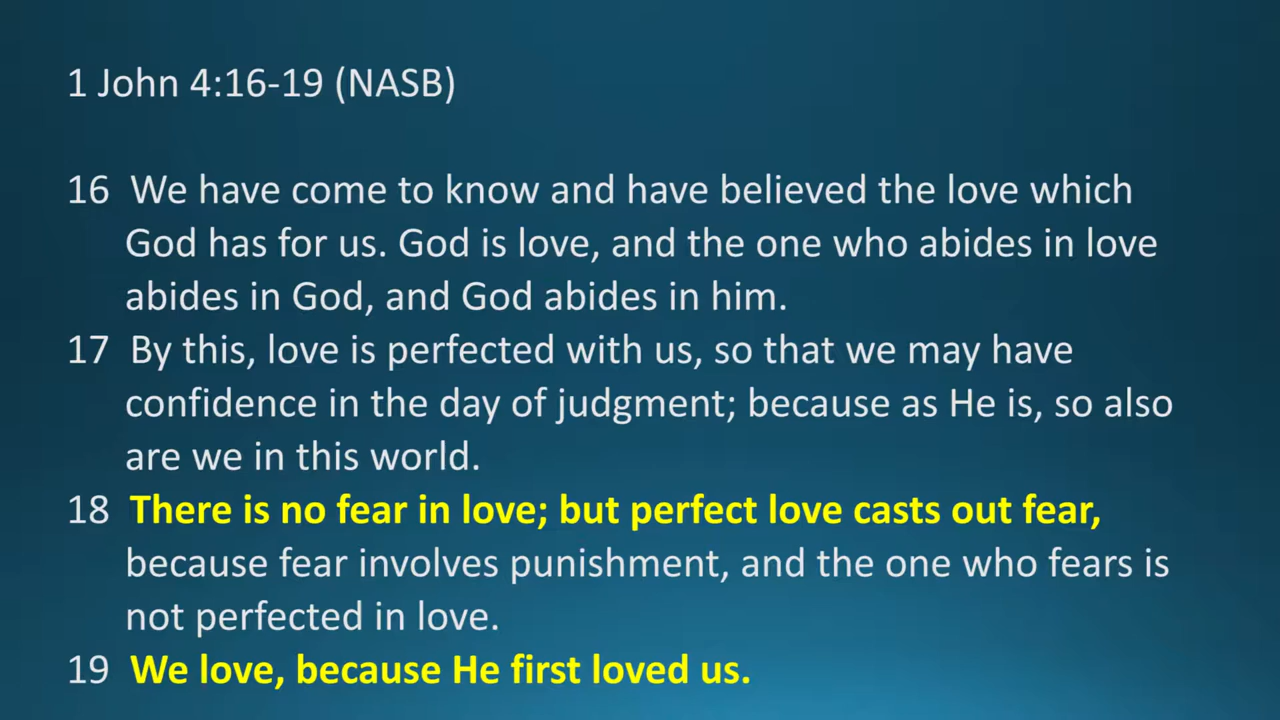 1 John 4:16-19 (NASB)
16 We have come to know and have believed the love which
God has for us. God is love, and the one who abides in love
abides in God, and God abides in him.
17 By this, love is perfected with us, so that we may have
confidence in the day of judgment; because as He is, so also
are we in this world.
18 There is no fear in love; but perfect love casts out fear,
because fear involves punishment, and the one who fears is
not perfected in love.
19 We love, because He first loved us.